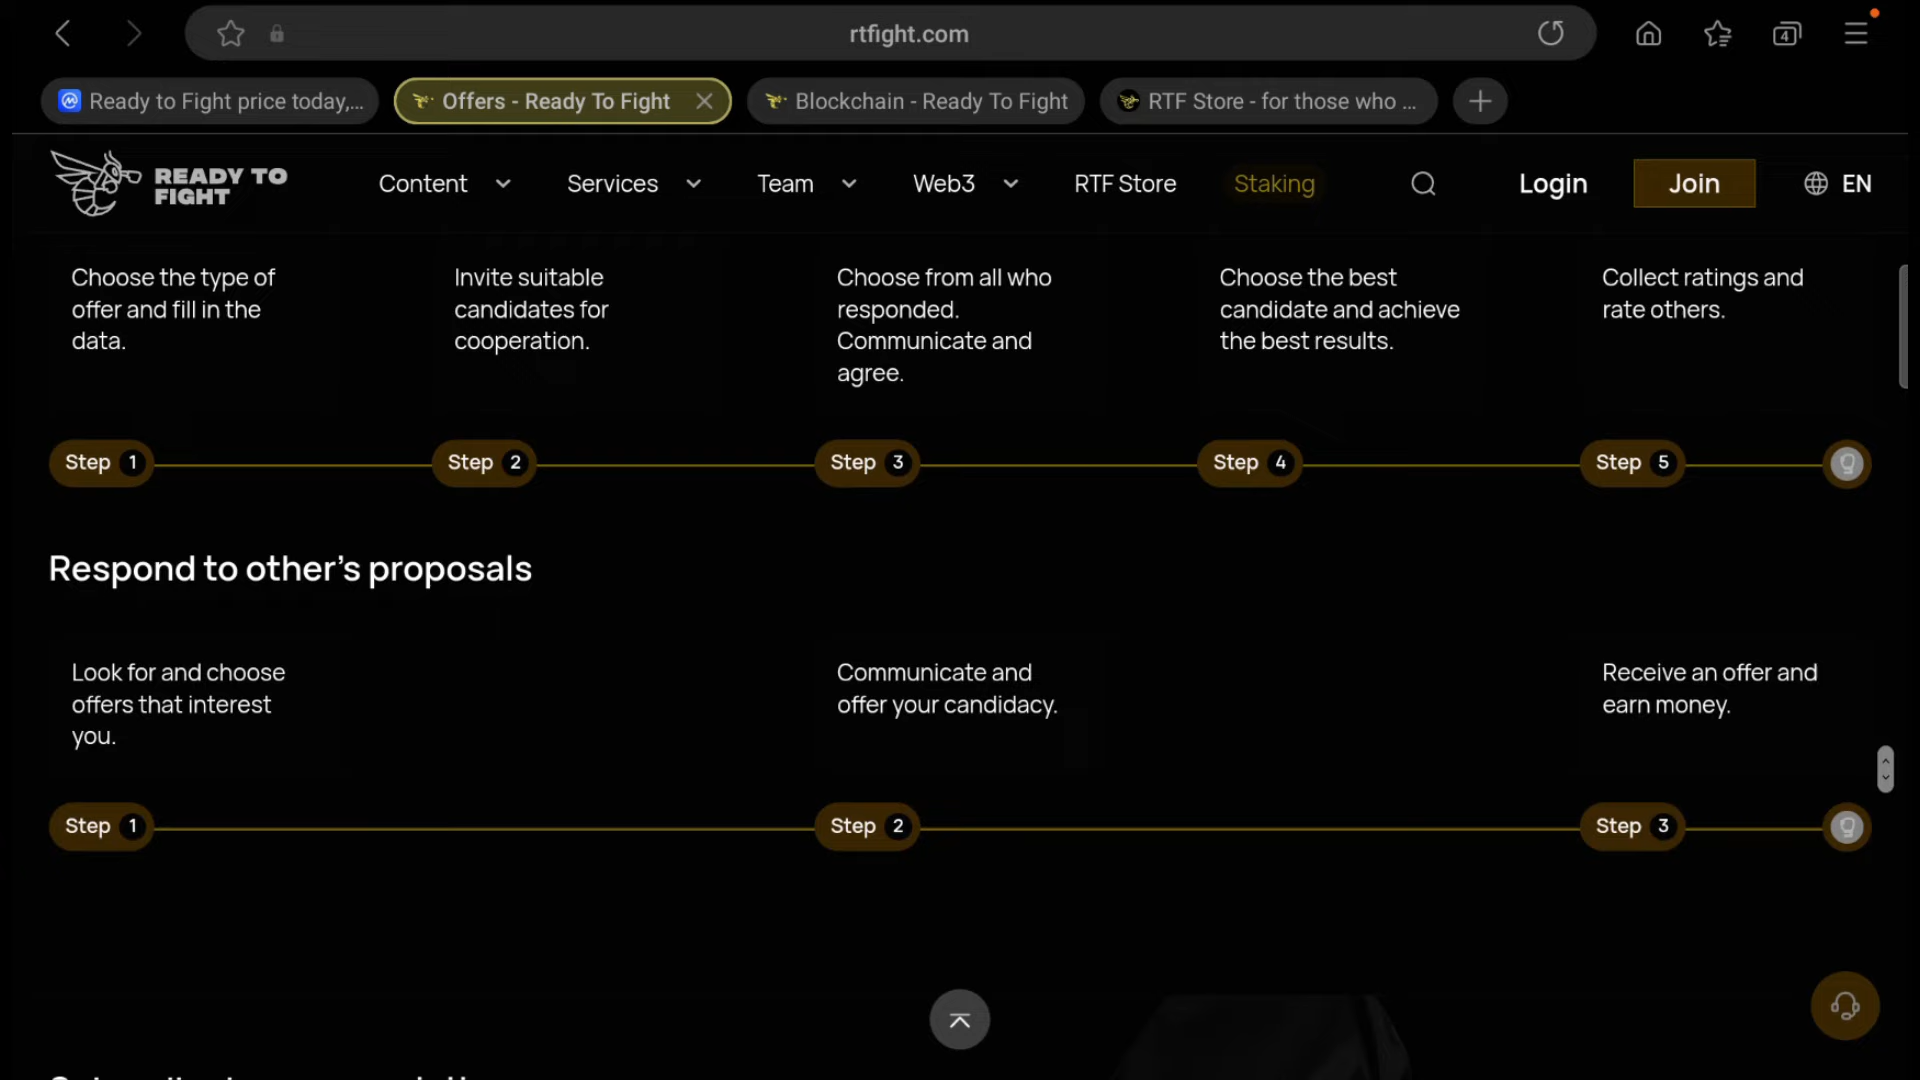 rtfight.com
4
Ready to Fight price today,...
Offers - Ready To Fight
Blockchain - Ready To Fight
RTF Store - for those who ...
READY TO
FIGHT
Content
Services
Team
Web3
RTF Store
Staking
Login
Join
EN
Choose the type of
offer and fill in the
data.
Invite suitable
candidates for
cooperation.
Choose from all who
responded.
Communicate and
agree.
Choose the best
candidate and achieve
the best results.
Collect ratings and
rate others.
Step 1
Step 2
Step 3
Step 4
Step 5
Respond to other’s proposals
Look for and choose
offers that interest
you.
Communicate and
offer your candidacy.
Receive an offer and
earn money.
Step 1
Step 2
Step 3